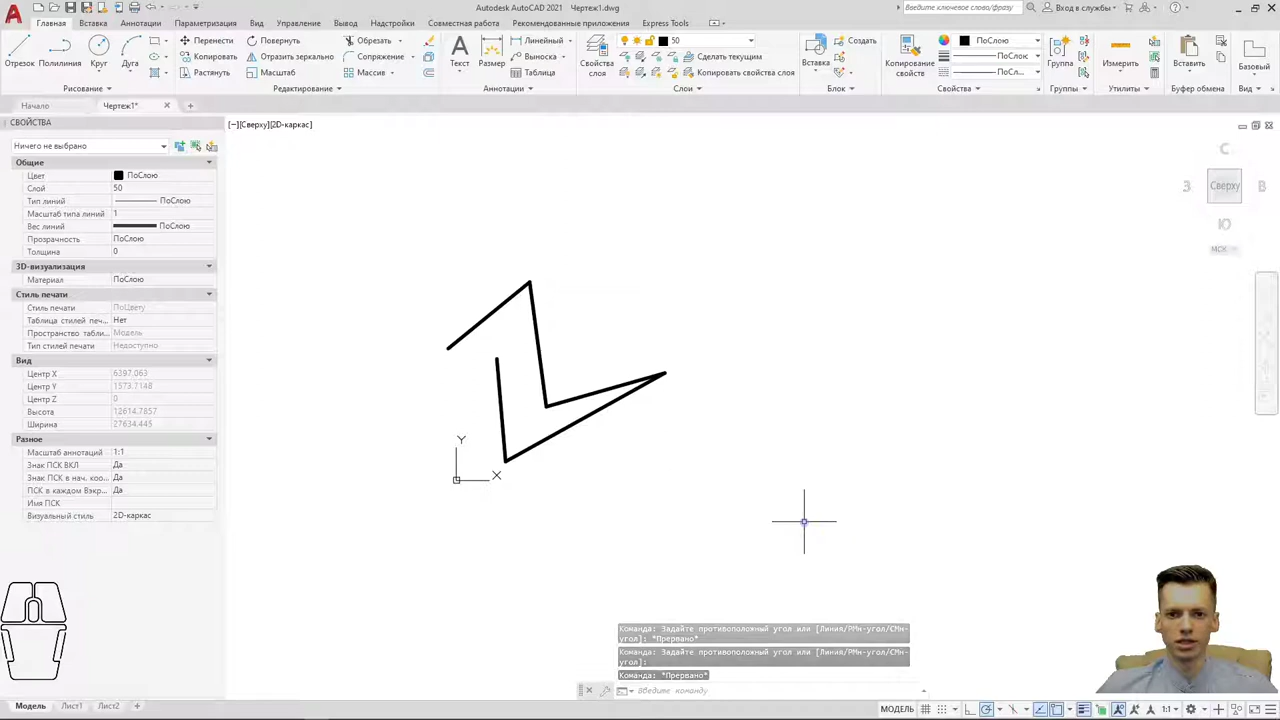 Autodesk AutoCAD 2021 Чертеж1.dwg
Введите ключевое слово/фразу
Вход в службы
Главная Вставка Аннотации Параметризация Вид Управление Вывод Надстройки Совместная работа Рекомендованные приложения Express Tools
Отрезок Полилиния Круг Дуга
Перенести Повернуть Обрезать
Копировать Отразить зеркально Сопряжение
Растянуть Масштаб Массив
Текст Размер
Линейный
Выноска
Таблица
Свойства слоя
50
Сделать текущим
Копировать свойства слоя
Вставка
Создать
Копирование свойств
ПоСлою
ПоСлою
ПоСл...
Группа Измерить Вставить Базовый
Рисование Редактирование Аннотации Слои Блок Свойства Группы Утилиты Буфер обмена Вид
Начало Чертеж1*
СВОЙСТВА
[−][Сверху][2D-каркас]
Ничего не выбрано
Общие
Цвет ПоСлою
Слой 50
Тип линий ПоСлою
Масштаб типа линий 1
Вес линий ПоСлою
Прозрачность ПоСлою
Толщина 0
3D-визуализация
Материал ПоСлою
Стиль печати
Стиль печати ПоЦвету
Таблица стилей печ... Нет
Пространство табли... Модель
Тип стилей печати Недоступно
Вид
Центр X 6397.063
Центр Y 1573.7148
Центр Z 0
Высота 12614.7857
Ширина 27634.445
Разное
Масштаб аннотаций 1:1
Знак ПСК ВКЛ Да
Знак ПСК в нач. коо... Да
ПСК в каждом Вэкр... Да
Имя ПСК
Визуальный стиль 2D-каркас
С
З Сверху В
Ю
МСК
Y
X
Команда: Задайте противоположный угол или [Линия/РМн-угол/СМн-
угол]: *Прервано*
Команда: Задайте противоположный угол или [Линия/РМн-угол/СМн-
угол]:
Команда: *Прервано*
Введите команду
Модель Лист1 Лист2
МОДЕЛЬ
1:1